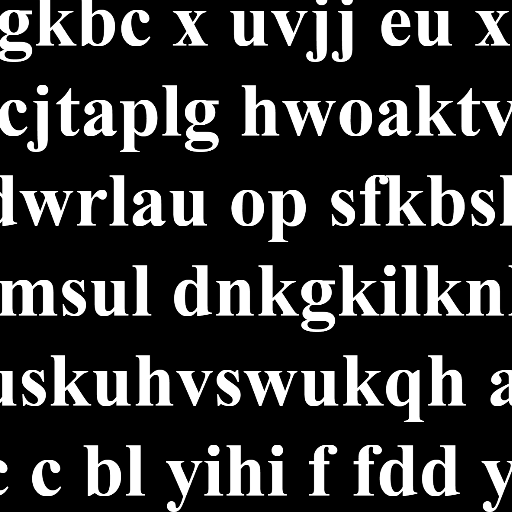 gkbc x uvjj eu x
cjtaplg hwoaktv
dwrlau op sfkbsl
msul dnkgkilknl
uskuhvswukqh a
c c bl yihi f fdd y